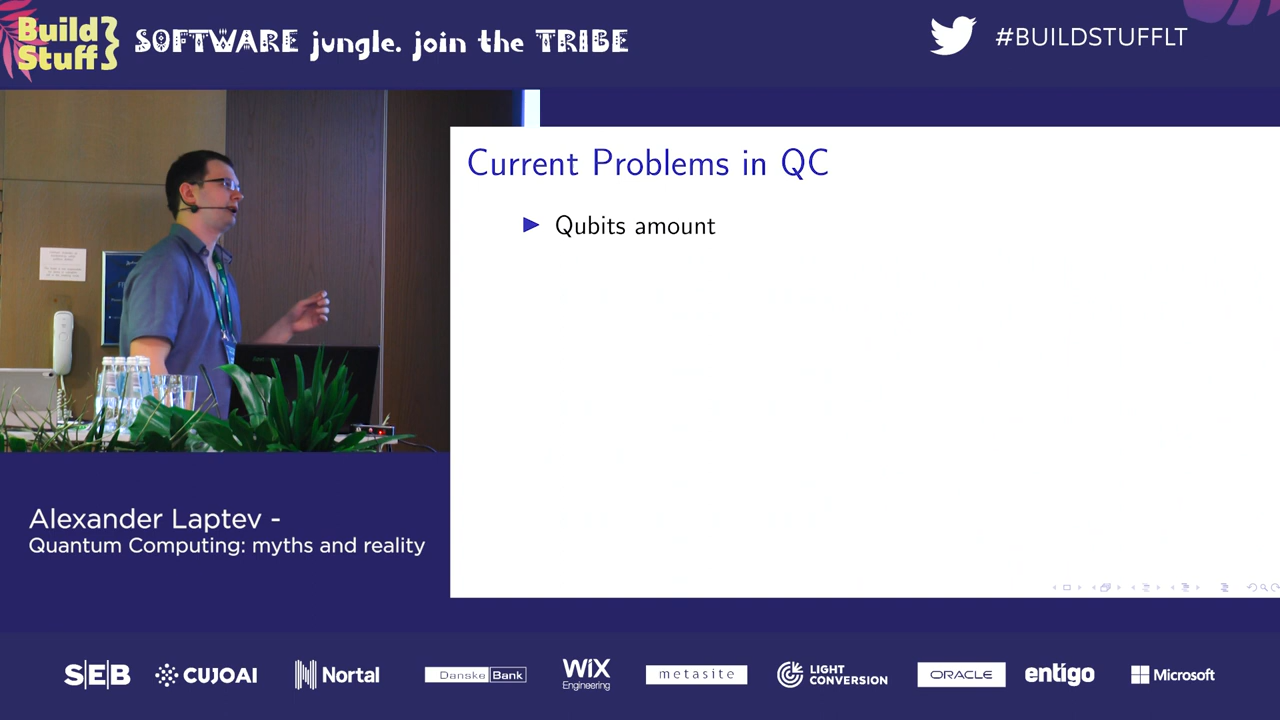 Build
Stuff
SOFTWARE jungle. join the TRIBE
#BUILDSTUFFLT
Current Problems in QC
Qubits amount
Alexander Laptev -
Quantum Computing: myths and reality
S|E|B
CUJOAI
Nortal
Danske Bank
WiX
Engineering
metasite
LIGHT
CONVERSION
ORACLE
entigo
Microsoft